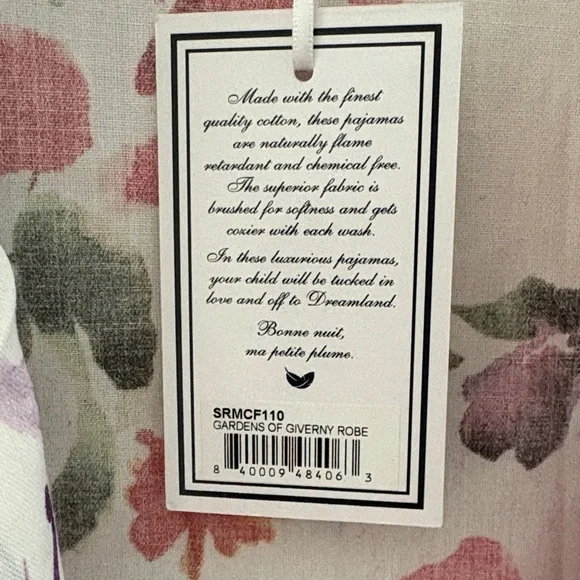 Made with the finest
quality cotton, these pajamas
are naturally flame
retardant and chemical free.
The superior fabric is
brushed for softness and gets
cozier with each wash.
In these luxurious pajamas,
your child will be tucked in
love and off to Dreamland.
Bonne nuit,
ma petite plume.
SRMCF110
GARDENS OF GIVERNY ROBE
8 40009 48406 3